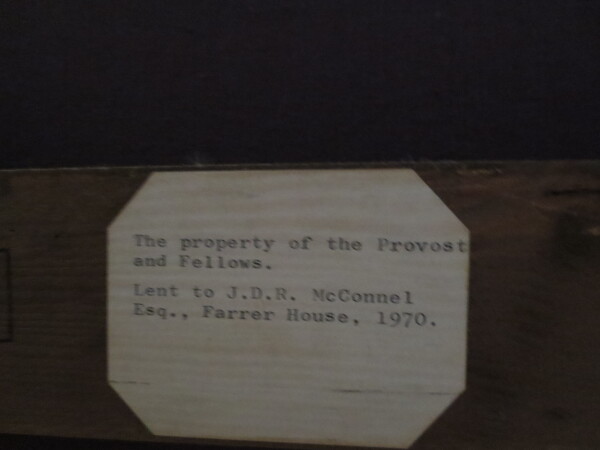 The property of the Provost
and Fellows.
Lent to J.D.R. McConnel
Esq., Farrer House, 1970.